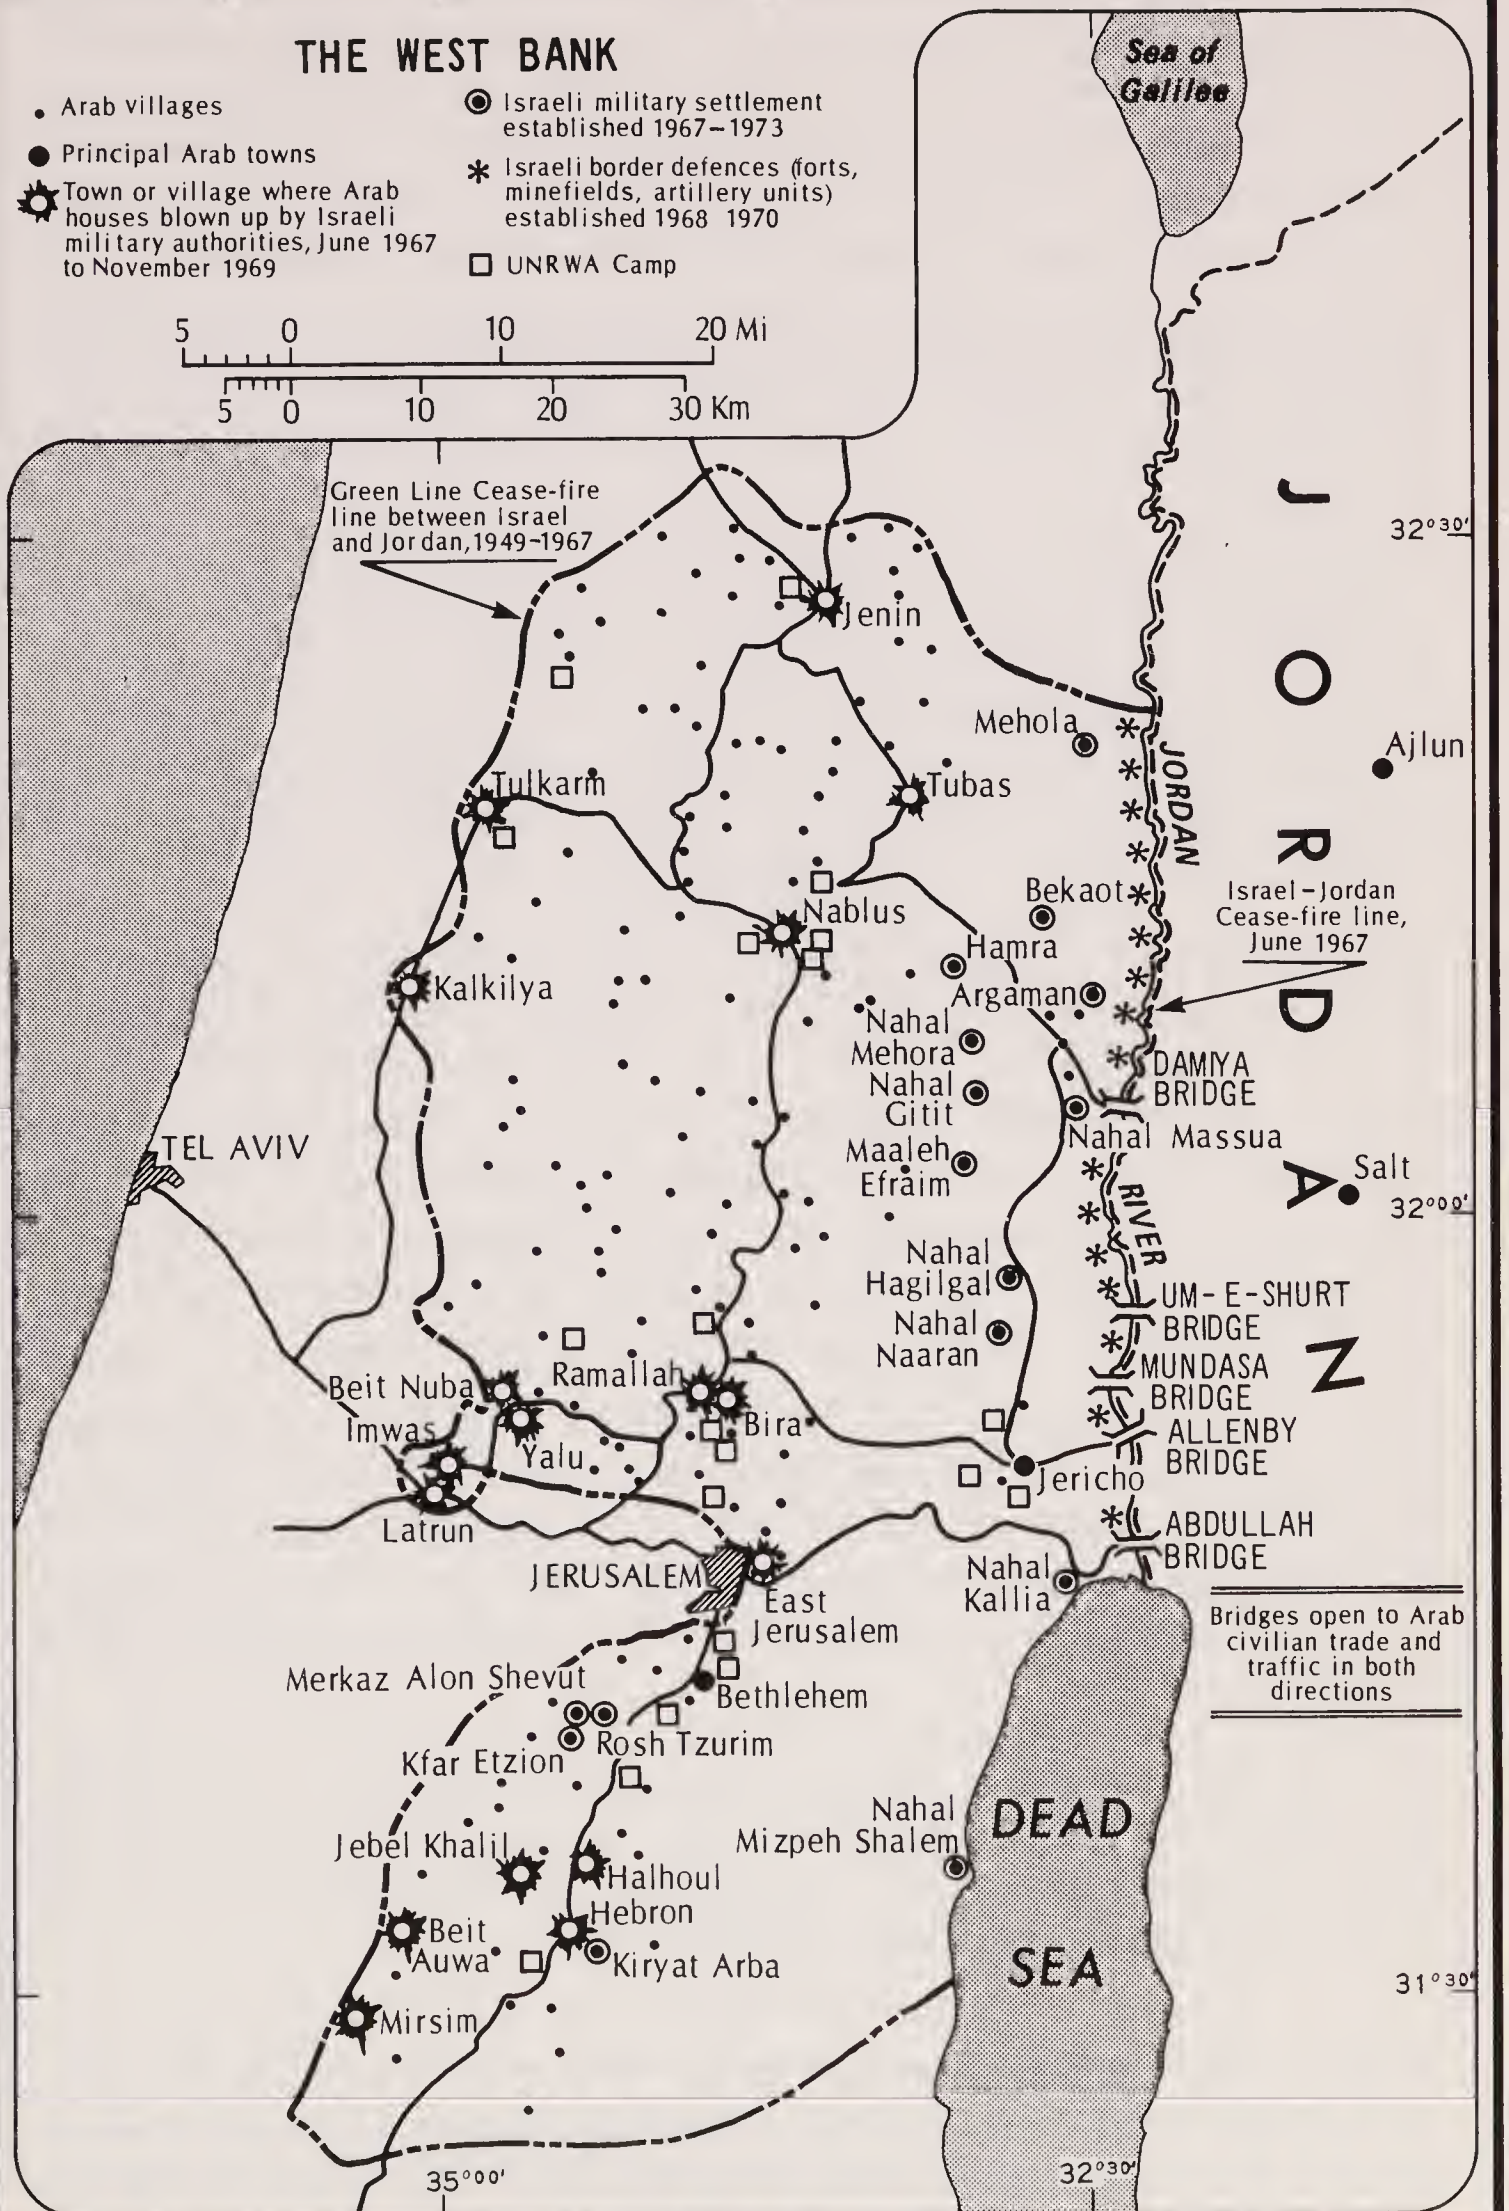 THE WEST BANK
Arab villages
Principal Arab towns
Town or village where Arab
houses blown up by Israeli
military authorities, June 1967
to November 1969
Israeli military settlement
established 1967-1973
Israeli border defences (forts,
minefields, artillery units)
established 1968 1970
UNRWA Camp
5 0 10 20 Mi
5 0 10 20 30 Km
Sea of
Galilee
Green Line Cease-fire
line between Israel
and Jordan, 1949-1967
32°30'
JORDAN
Jenin
Mehola
Ajlun
Tulkarm
Tubas
JORDAN
Bekaot
Israel-Jordan
Cease-fire line,
June 1967
Nablus
Hamra
Kalkilya
Argaman
Nahal
Mehora
Nahal
Gitit
DAMIYA
BRIDGE
Nahal Massua
TEL AVIV
Maaleh
Efraim
Salt
32°00'
RIVER
Nahal
Hagilgal
UM-E-SHURT
BRIDGE
Nahal
Naaran
MUNDASA
BRIDGE
Beit Nuba
Ramallah
Imwas
Yalu
Bira
ALLENBY
BRIDGE
Jericho
Latrun
ABDULLAH
BRIDGE
JERUSALEM
Nahal
Kallia
East
Jerusalem
Bridges open to Arab
civilian trade and
traffic in both
directions
Merkaz Alon Shevut
Bethlehem
Rosh Tzurim
Kfar Etzion
Nahal
Mizpeh Shalem
DEAD
SEA
Jebel Khalil
Halhoul
Hebron
Beit
Auwa
Kiryat Arba
31°30'
Mirsim
35°00'
32°30'